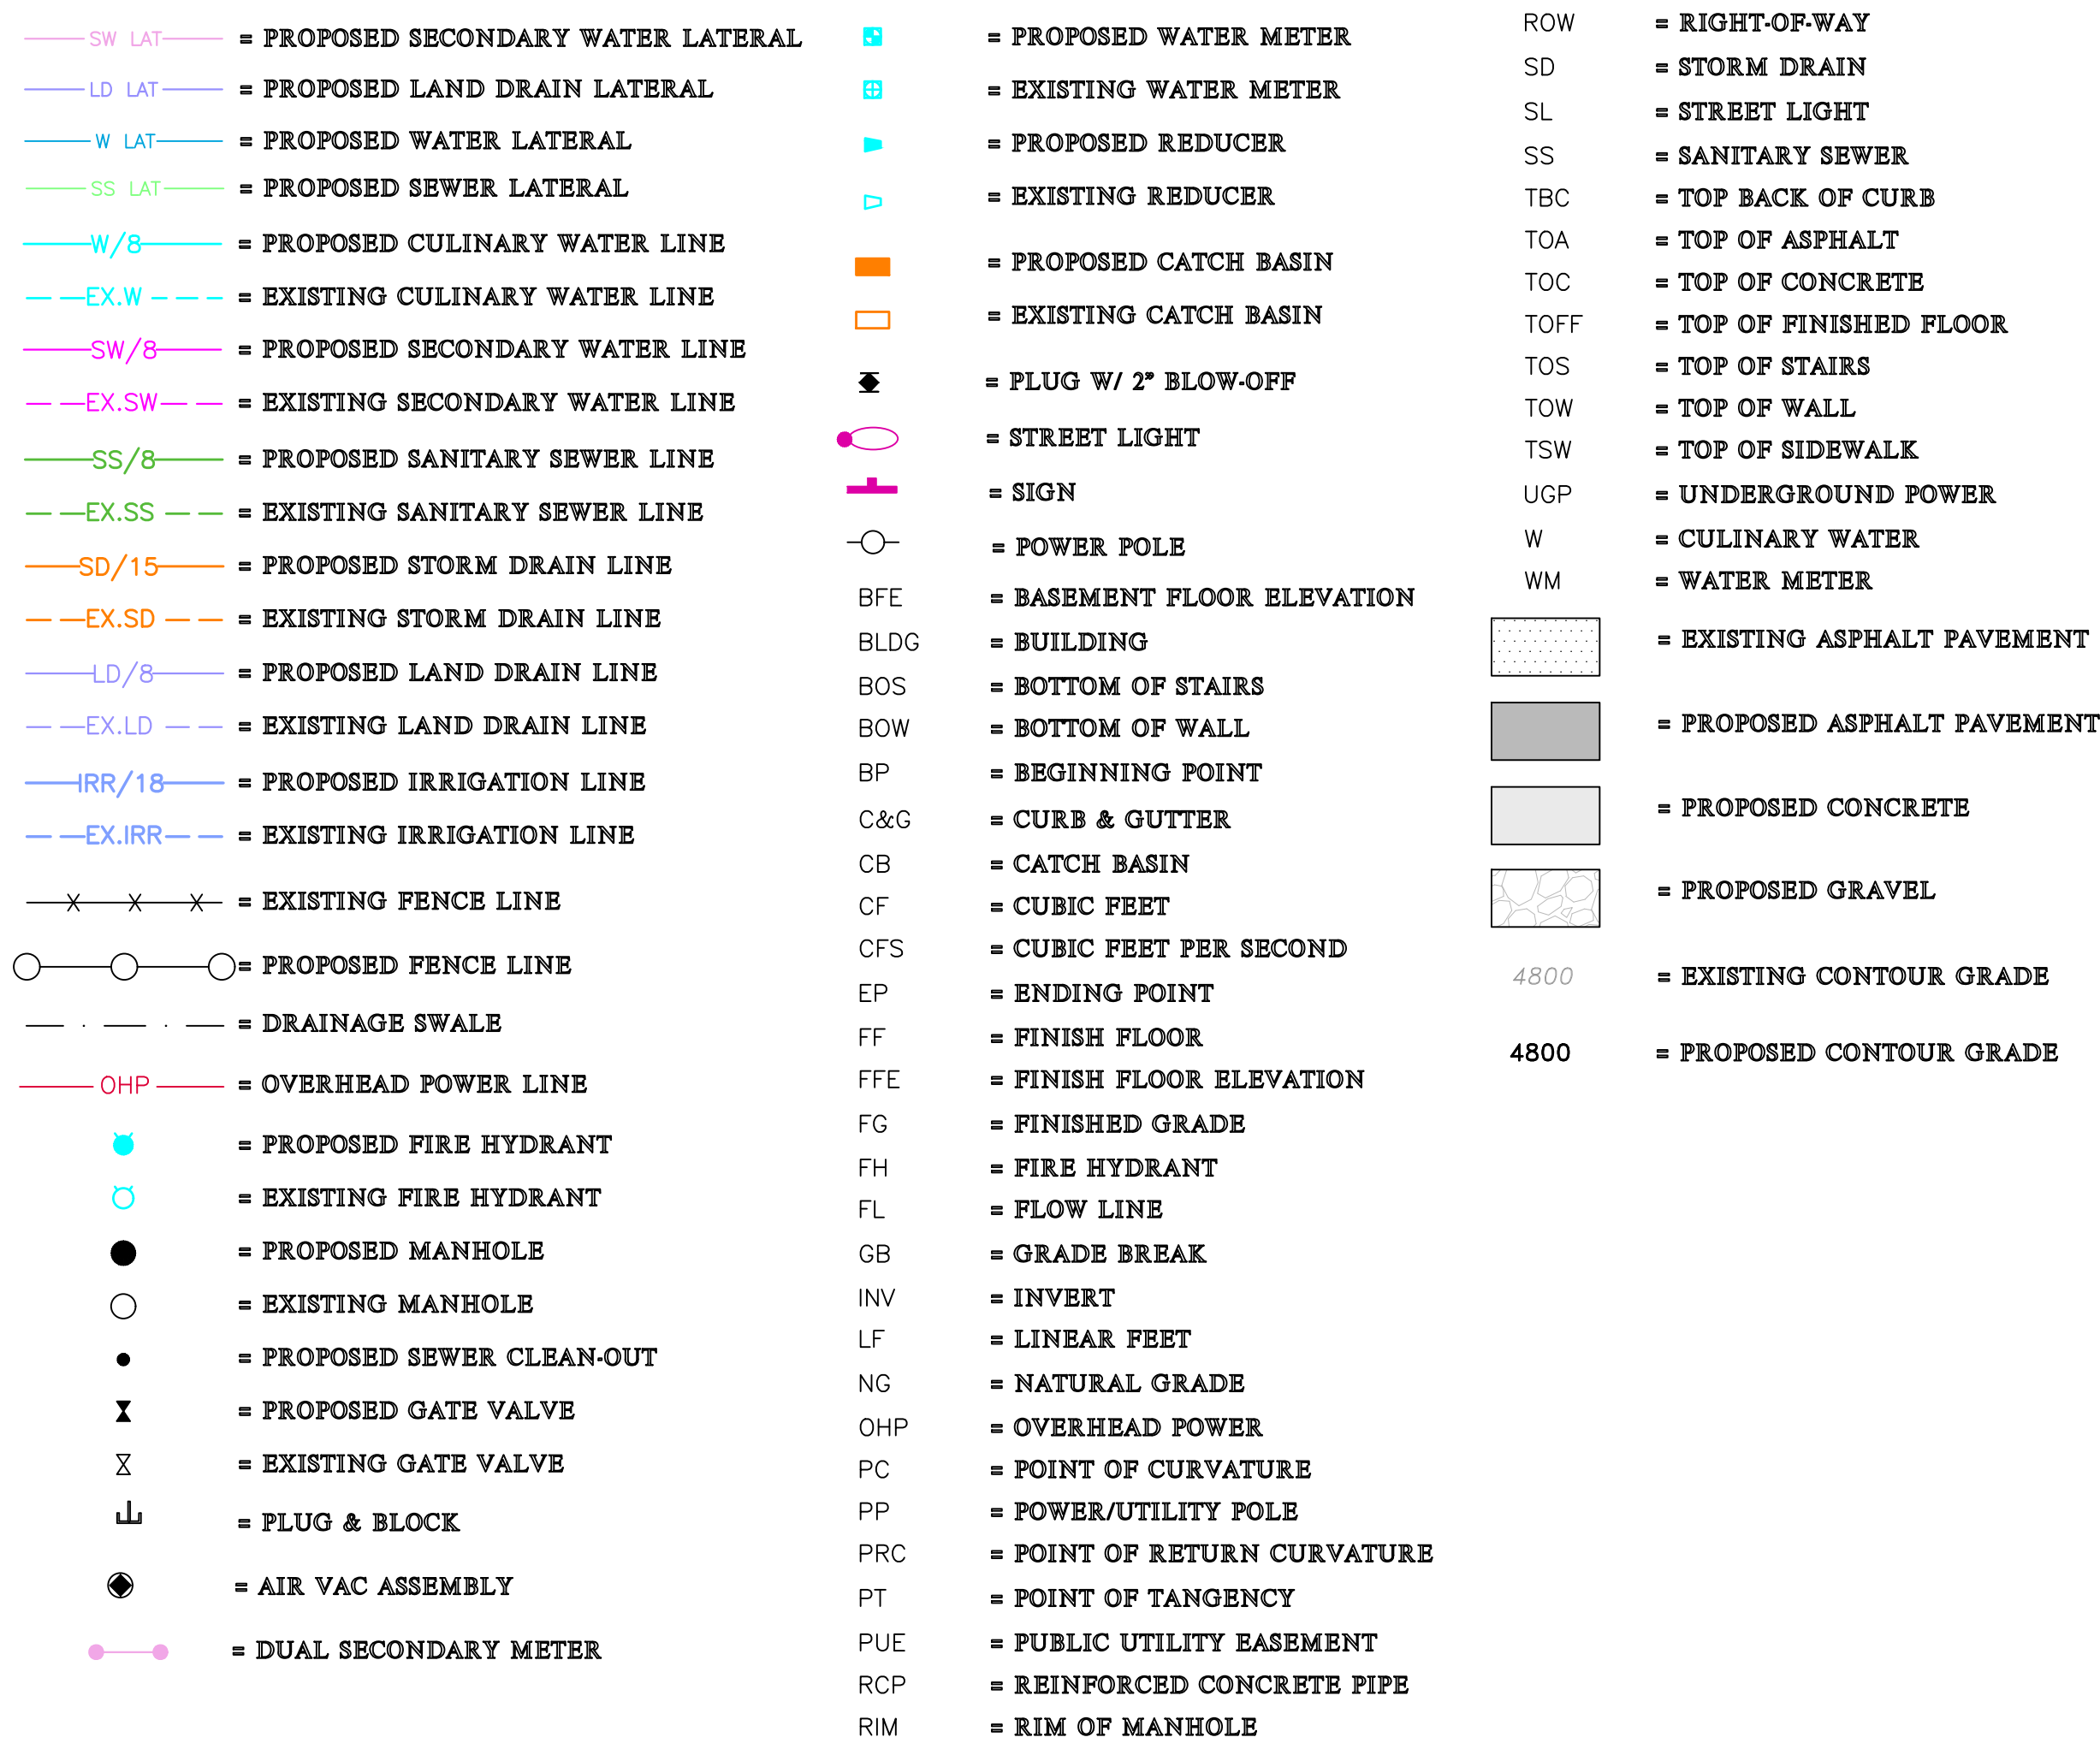 SW LAT = PROPOSED SECONDARY WATER LATERAL
LD LAT = PROPOSED LAND DRAIN LATERAL
W LAT = PROPOSED WATER LATERAL
SS LAT = PROPOSED SEWER LATERAL
W/8 = PROPOSED CULINARY WATER LINE
EX.W = EXISTING CULINARY WATER LINE
SW/8 = PROPOSED SECONDARY WATER LINE
EX.SW = EXISTING SECONDARY WATER LINE
SS/8 = PROPOSED SANITARY SEWER LINE
EX.SS = EXISTING SANITARY SEWER LINE
SD/15 = PROPOSED STORM DRAIN LINE
EX.SD = EXISTING STORM DRAIN LINE
LD/8 = PROPOSED LAND DRAIN LINE
EX.LD = EXISTING LAND DRAIN LINE
IRR/18 = PROPOSED IRRIGATION LINE
EX.IRR = EXISTING IRRIGATION LINE
= EXISTING FENCE LINE
= PROPOSED FENCE LINE
= DRAINAGE SWALE
OHP = OVERHEAD POWER LINE
= PROPOSED FIRE HYDRANT
= EXISTING FIRE HYDRANT
= PROPOSED MANHOLE
= EXISTING MANHOLE
= PROPOSED SEWER CLEAN-OUT
= PROPOSED GATE VALVE
= EXISTING GATE VALVE
= PLUG & BLOCK
= AIR VAC ASSEMBLY
= DUAL SECONDARY METER
= PROPOSED WATER METER
= EXISTING WATER METER
= PROPOSED REDUCER
= EXISTING REDUCER
= PROPOSED CATCH BASIN
= EXISTING CATCH BASIN
= PLUG W/ 2" BLOW-OFF
= STREET LIGHT
= SIGN
= POWER POLE
BFE = BASEMENT FLOOR ELEVATION
BLDG = BUILDING
BOS = BOTTOM OF STAIRS
BOW = BOTTOM OF WALL
BP = BEGINNING POINT
C&G = CURB & GUTTER
CB = CATCH BASIN
CF = CUBIC FEET
CFS = CUBIC FEET PER SECOND
EP = ENDING POINT
FF = FINISH FLOOR
FFE = FINISH FLOOR ELEVATION
FG = FINISHED GRADE
FH = FIRE HYDRANT
FL = FLOW LINE
GB = GRADE BREAK
INV = INVERT
LF = LINEAR FEET
NG = NATURAL GRADE
OHP = OVERHEAD POWER
PC = POINT OF CURVATURE
PP = POWER/UTILITY POLE
PRC = POINT OF RETURN CURVATURE
PT = POINT OF TANGENCY
PUE = PUBLIC UTILITY EASEMENT
RCP = REINFORCED CONCRETE PIPE
RIM = RIM OF MANHOLE
ROW = RIGHT-OF-WAY
SD = STORM DRAIN
SL = STREET LIGHT
SS = SANITARY SEWER
TBC = TOP BACK OF CURB
TOA = TOP OF ASPHALT
TOC = TOP OF CONCRETE
TOFF = TOP OF FINISHED FLOOR
TOS = TOP OF STAIRS
TOW = TOP OF WALL
TSW = TOP OF SIDEWALK
UGP = UNDERGROUND POWER
W = CULINARY WATER
WM = WATER METER
= EXISTING ASPHALT PAVEMENT
= PROPOSED ASPHALT PAVEMENT
= PROPOSED CONCRETE
= PROPOSED GRAVEL
4800 = EXISTING CONTOUR GRADE
4800 = PROPOSED CONTOUR GRADE